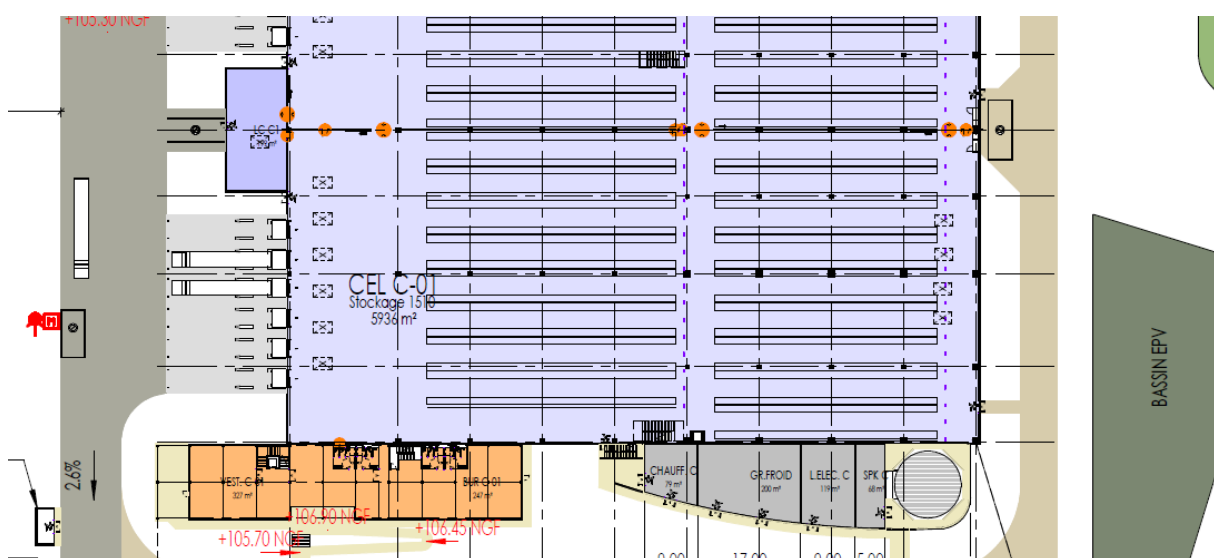 +105.30 NGF
LC C1
CEL C-01
Stockage 1510
5936 m²
M
BASSIN EPV
2.6%
VEST. C-01
327 m²
BUR C-01
247 m²
CHAUFF. C
79 m²
GR.FROID
200 m²
L.ELEC. C
119 m²
SPK C
68 m²
+106.90 NGF
+105.70 NGF
+106.45 NGF